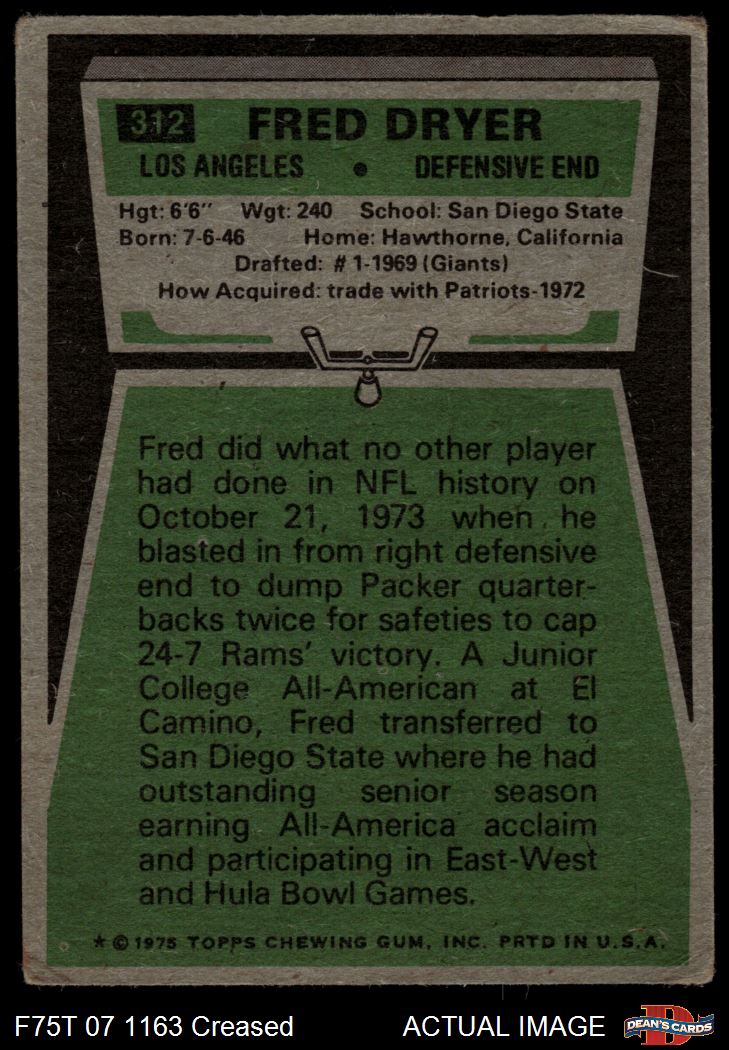 312 FRED DRYER
LOS ANGELES • DEFENSIVE END
Hgt: 6'6" Wgt: 240 School: San Diego State
Born: 7-6-46 Home: Hawthorne, California
Drafted: # 1-1969 (Giants)
How Acquired: trade with Patriots-1972
Fred did what no other player
had done in NFL history on
October 21, 1973 when he
blasted in from right defensive
end to dump Packer quarter-
backs twice for safeties to cap
24-7 Rams' victory. A Junior
College All-American at El
Camino, Fred transferred to
San Diego State where he had
outstanding senior season
earning All-America acclaim
and participating in East-West
and Hula Bowl Games.
* © 1975 TOPPS CHEWING GUM, INC. PRTD IN U.S.A.
F75T 07 1163 Creased ACTUAL IMAGE
D
DEAN'S CARDS